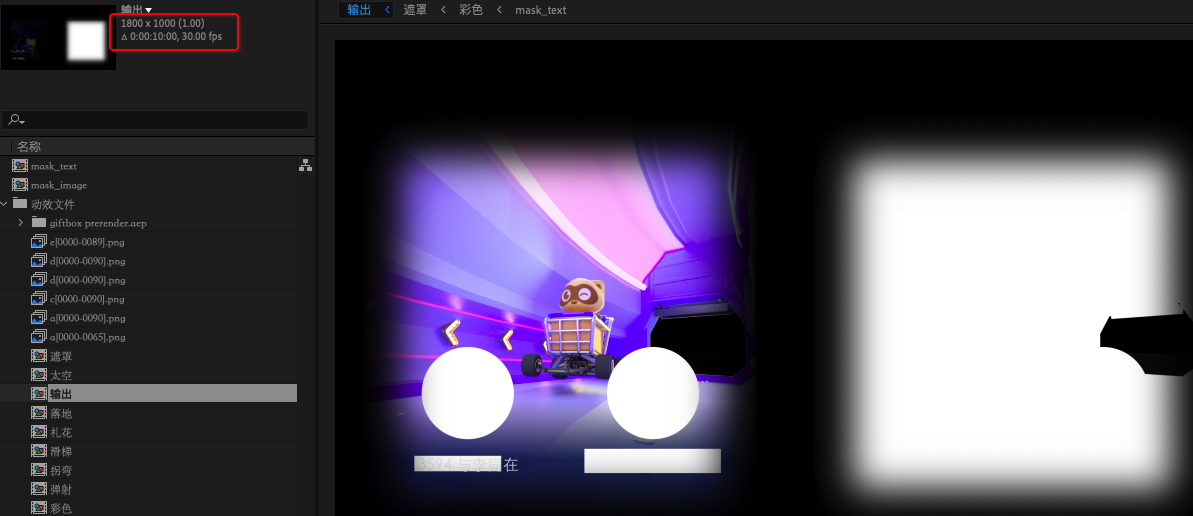 输出
1800 x 1000 (1.00)
Δ 0:00:10:00, 30.00 fps
输出 < 遮罩 < 彩色 < mask_text
名称
mask_text
mask_image
动效文件
giftbox prerender.aep
e[0000-0089].png
d[0000-0090].png
d[0000-0090].png
c[0000-0090].png
a[0000-0090].png
a[0000-0065].png
遮罩
太空
输出
落地
礼花
滑梯
拐弯
弹射
彩色
3594 与李同在